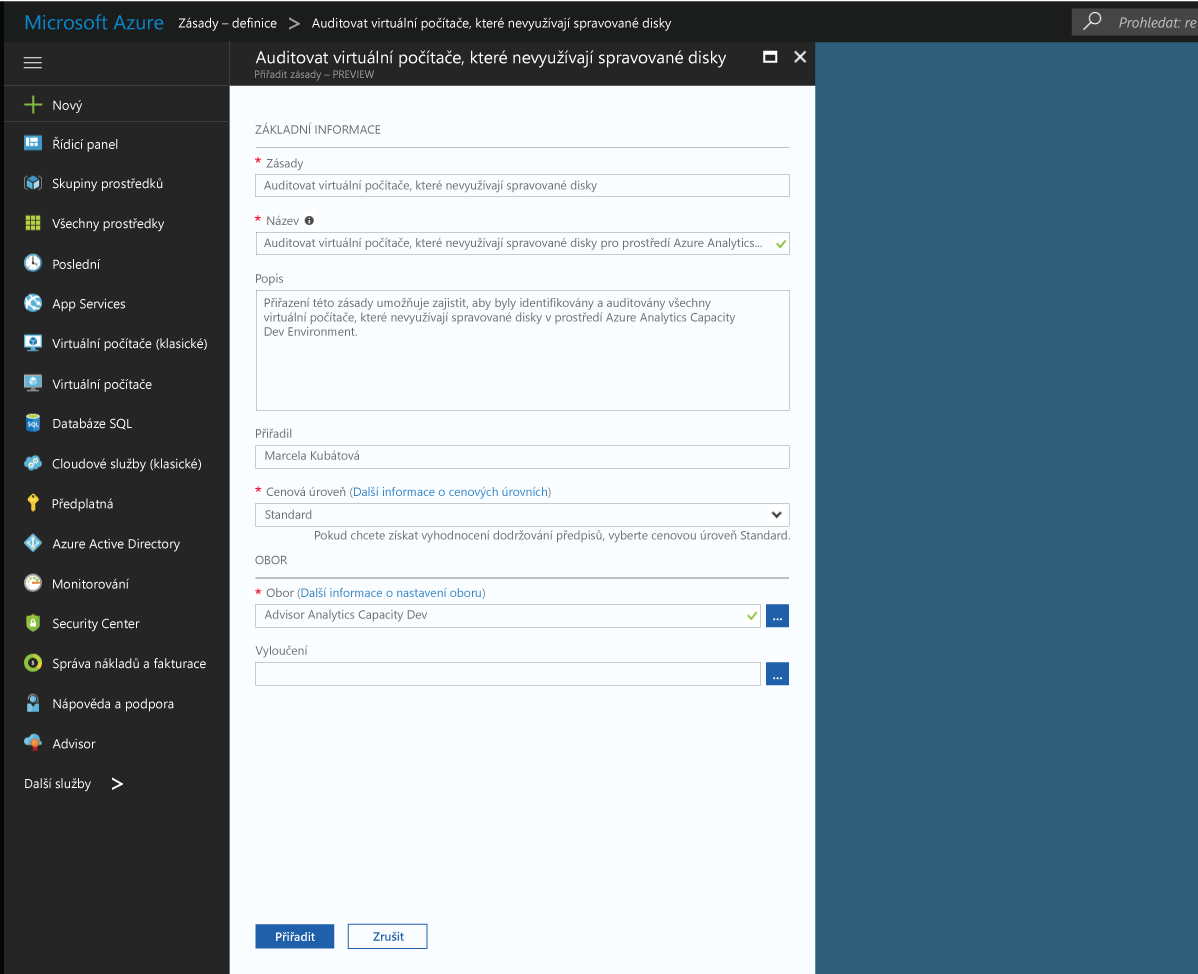 Microsoft Azure Zásady – definice > Auditovat virtuální počítače, které nevyužívají spravované disky
Prohledat: re
Auditovat virtuální počítače, které nevyužívají spravované disky
Přiřadit zásady – PREVIEW
Nový
Řídicí panel
Skupiny prostředků
Všechny prostředky
Poslední
App Services
Virtuální počítače (klasické)
Virtuální počítače
Databáze SQL
Cloudové služby (klasické)
Předplatná
Azure Active Directory
Monitorování
Security Center
Správa nákladů a fakturace
Nápověda a podpora
Advisor
Další služby >
ZÁKLADNÍ INFORMACE
* Zásady
Auditovat virtuální počítače, které nevyužívají spravované disky
* Název
Auditovat virtuální počítače, které nevyužívají spravované disky pro prostředí Azure Analytics...
Popis
Přiřazení této zásady umožňuje zajistit, aby byly identifikovány a auditovány všechny
virtuální počítače, které nevyužívají spravované disky v prostředí Azure Analytics Capacity
Dev Environment.
Přiřadil
Marcela Kubátová
* Cenová úroveň (Další informace o cenových úrovních)
Standard
Pokud chcete získat vyhodnocení dodržování předpisů, vyberte cenovou úroveň Standard.
OBOR
* Obor (Další informace o nastavení oboru)
Advisor Analytics Capacity Dev
...
Vyloučení
...
Přiřadit
Zrušit